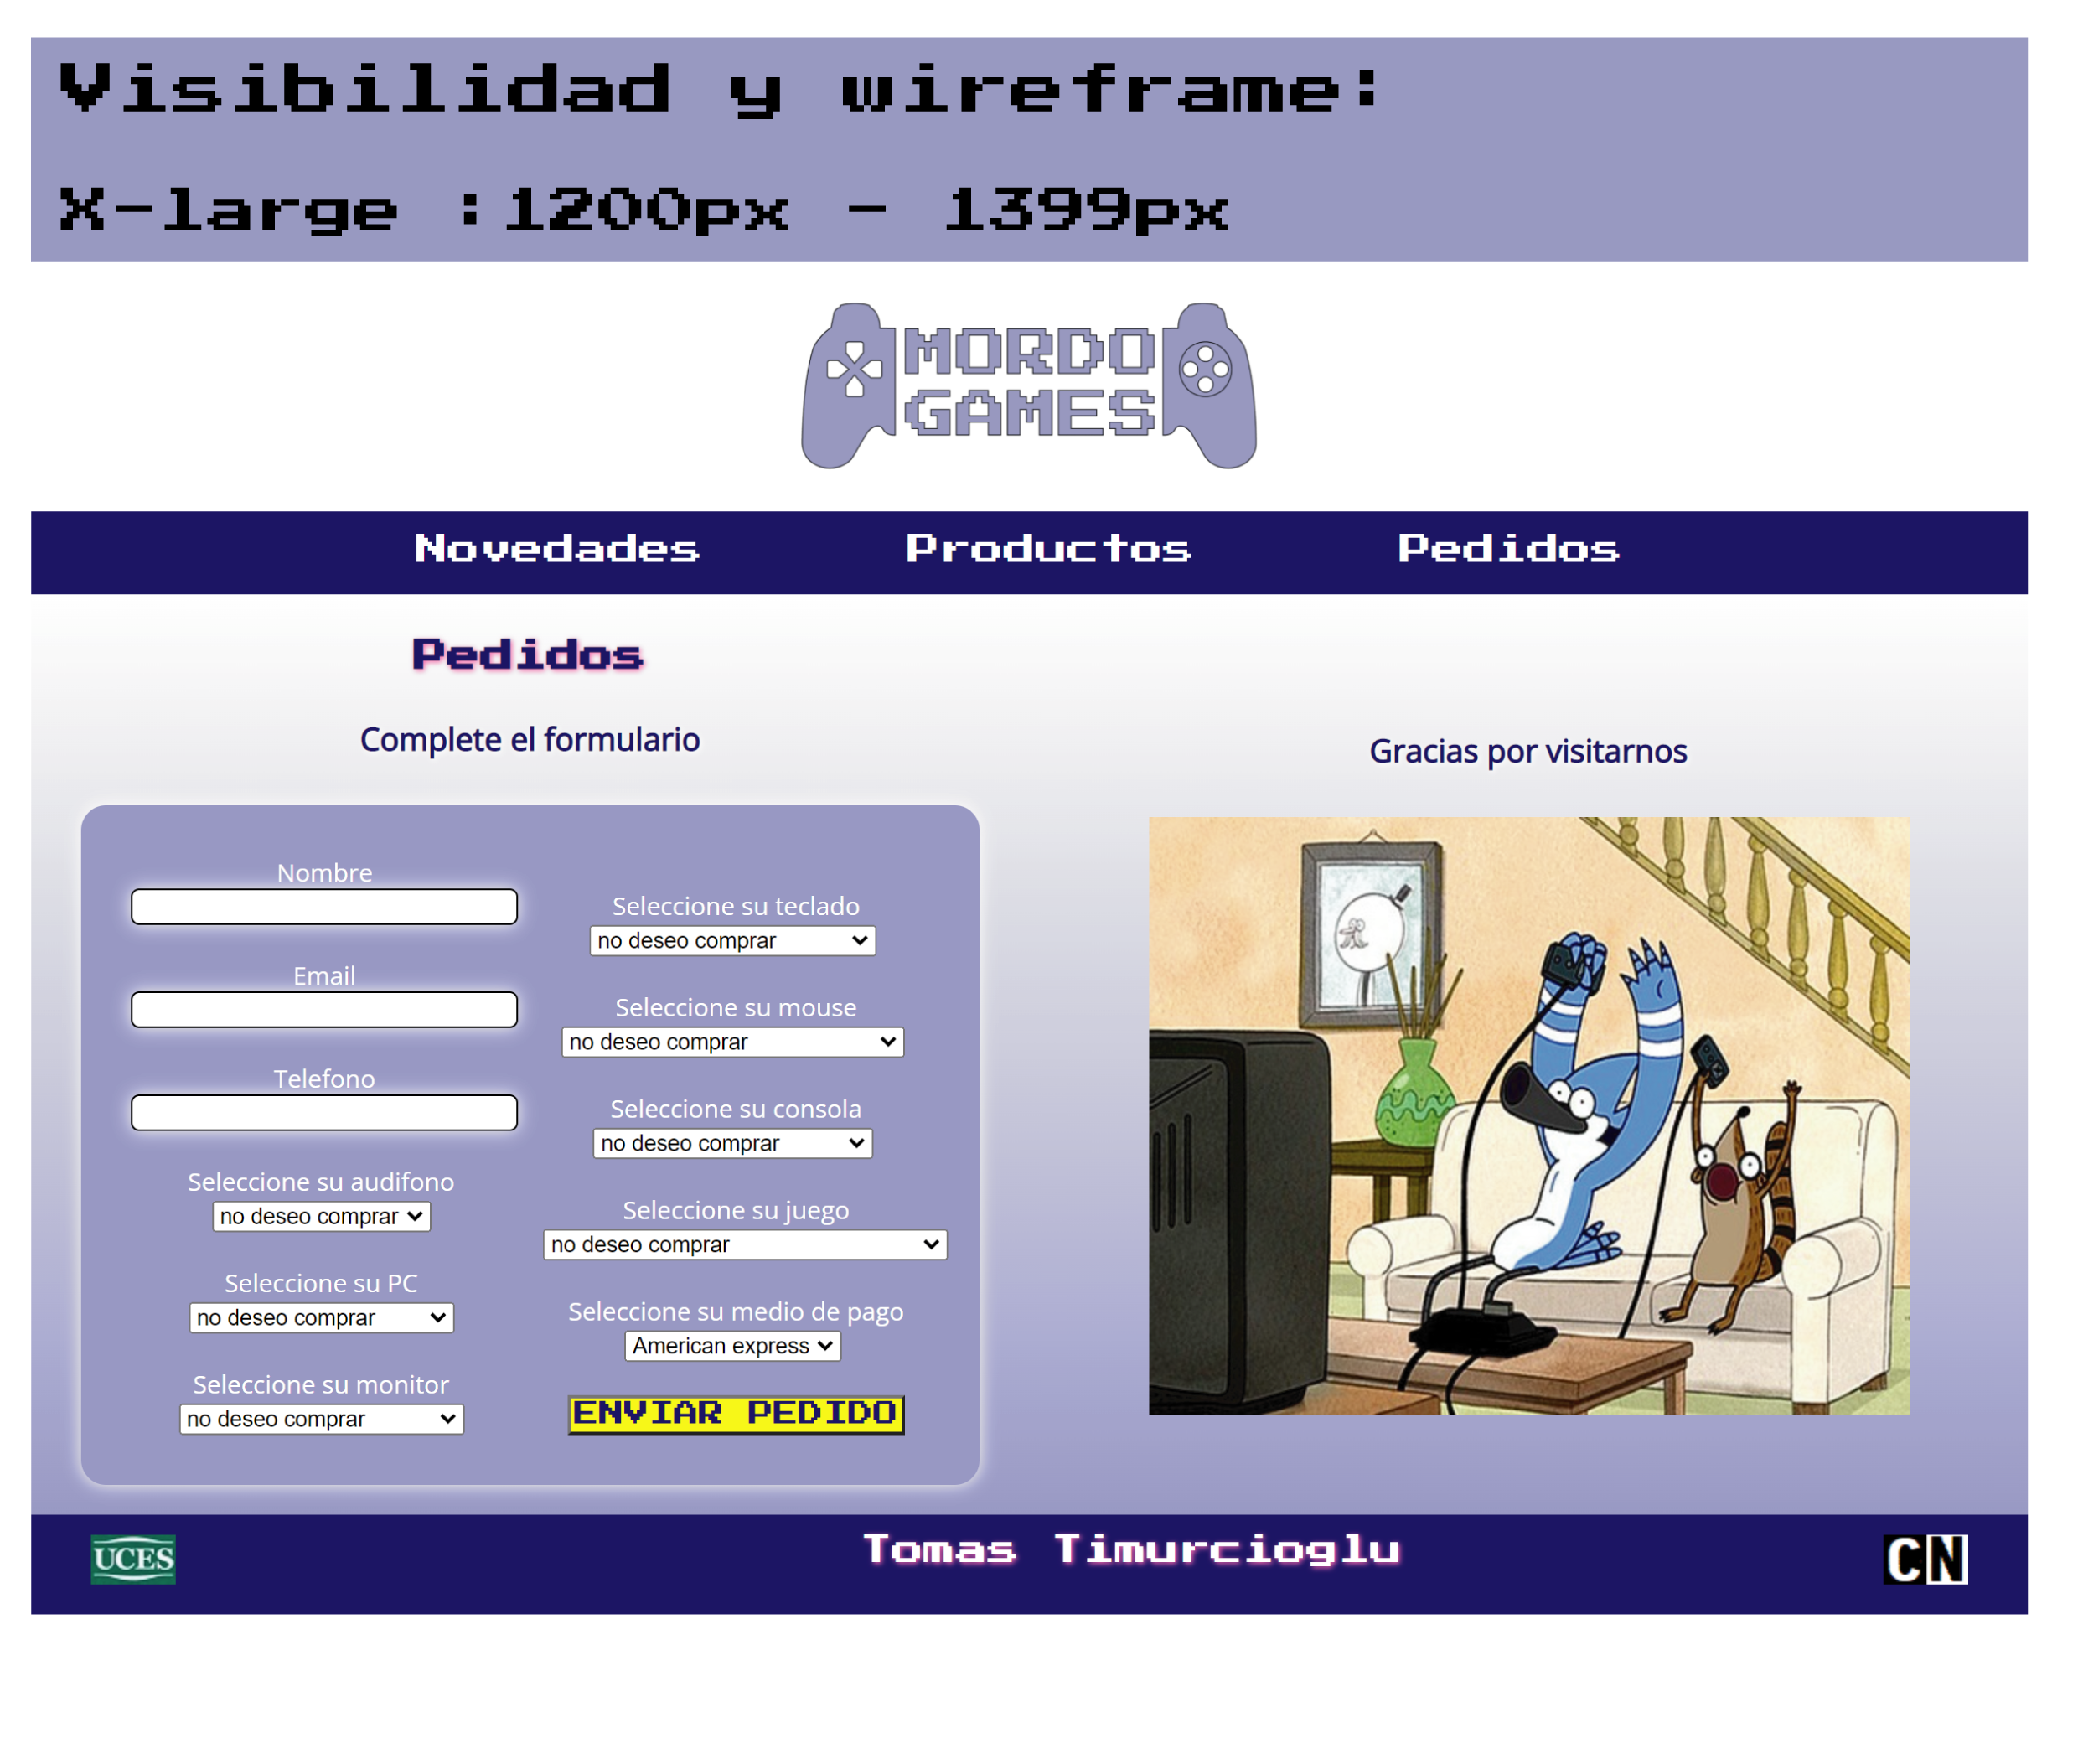 Visibilidad y wireframe:
X-large :1200px - 1399px
MORDO
GAMES
Novedades Productos Pedidos
Pedidos
Complete el formulario
Nombre
Email
Telefono
Seleccione su audifono
no deseo comprar
Seleccione su PC
no deseo comprar
Seleccione su monitor
no deseo comprar
Seleccione su teclado
no deseo comprar
Seleccione su mouse
no deseo comprar
Seleccione su consola
no deseo comprar
Seleccione su juego
no deseo comprar
Seleccione su medio de pago
American express
ENVIAR PEDIDO
Gracias por visitarnos
UCES
Tomas Timurcioglu
CN